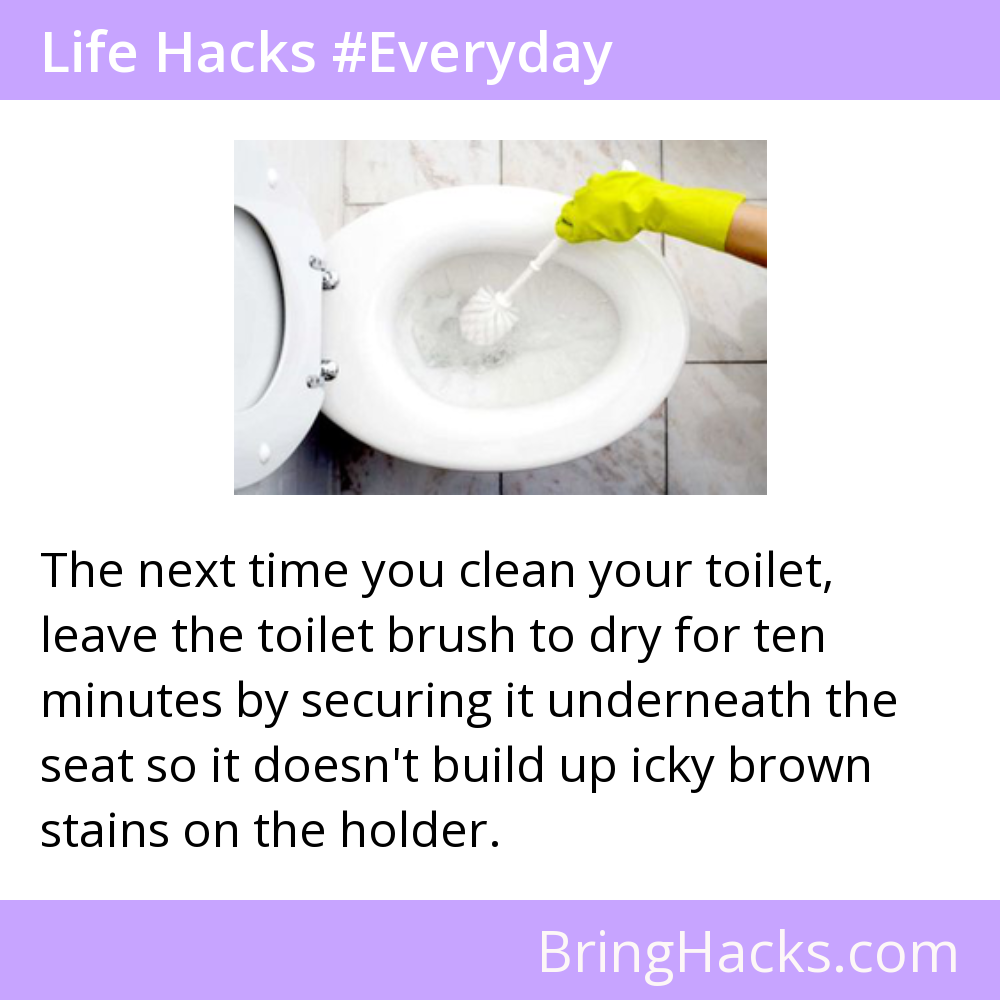 Life Hacks #Everyday
The next time you clean your toilet,
leave the toilet brush to dry for ten
minutes by securing it underneath the
seat so it doesn't build up icky brown
stains on the holder.
BringHacks.com